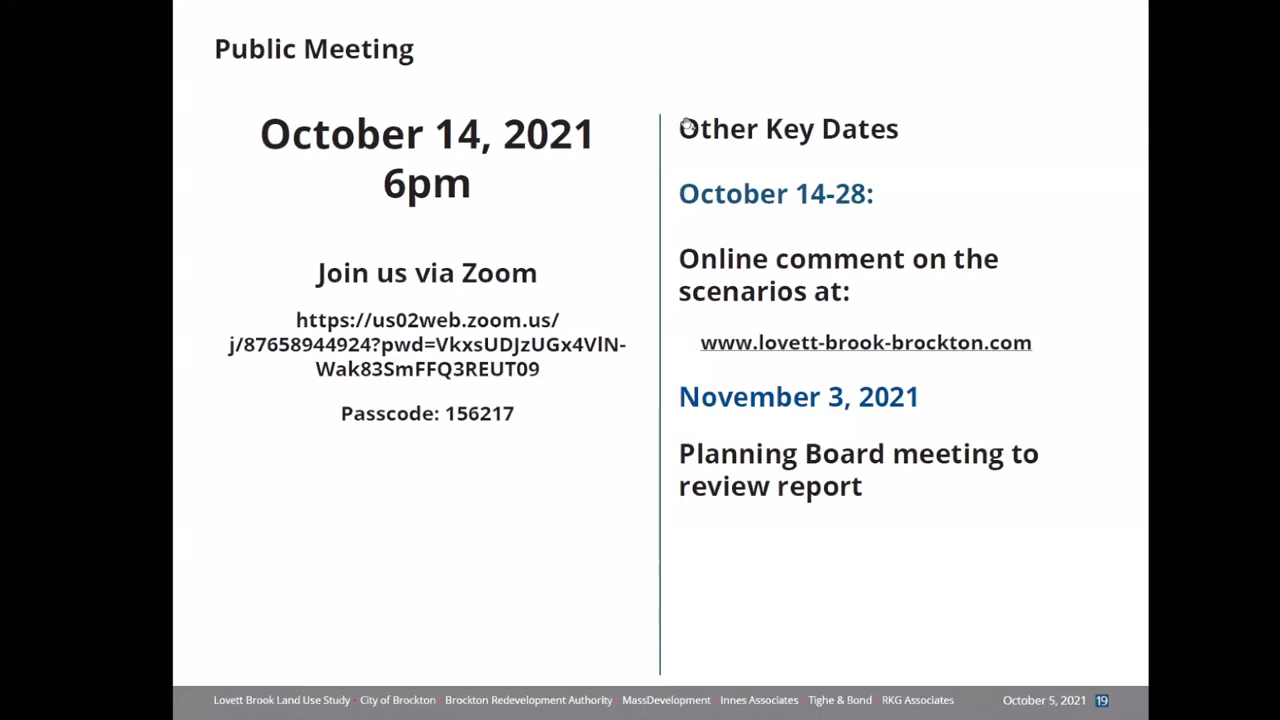 Public Meeting
October 14, 2021
6pm
Join us via Zoom
https://us02web.zoom.us/
j/87658944924?pwd=VkxsUDJzUGx4VlN-
Wak83SmFFQ3REUT09
Passcode: 156217
Other Key Dates
October 14-28:
Online comment on the
scenarios at:
www.lovett-brook-brockton.com
November 3, 2021
Planning Board meeting to
review report
Lovett Brook Land Use Study • City of Brockton • Brockton Redevelopment Authority • MassDevelopment • Innes Associates • Tighe & Bond • RKG Associates
October 5, 2021 19